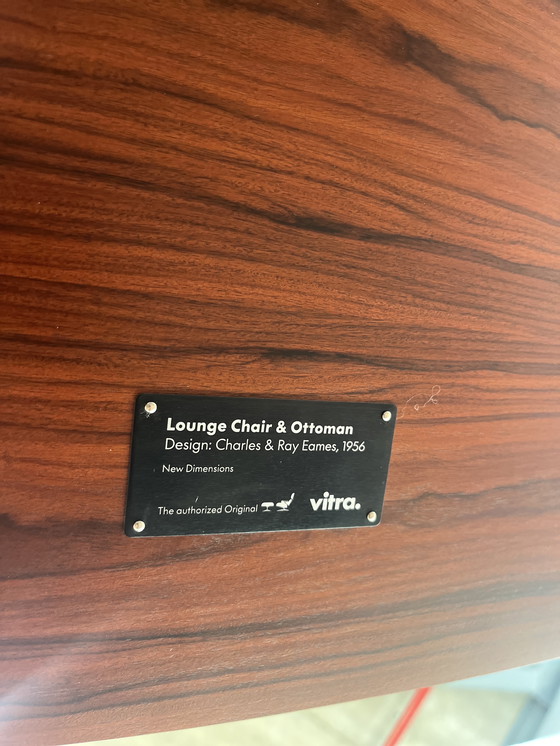 Lounge Chair & Ottoman
Design: Charles & Ray Eames, 1956
New Dimensions
The authorized Original
vitra.